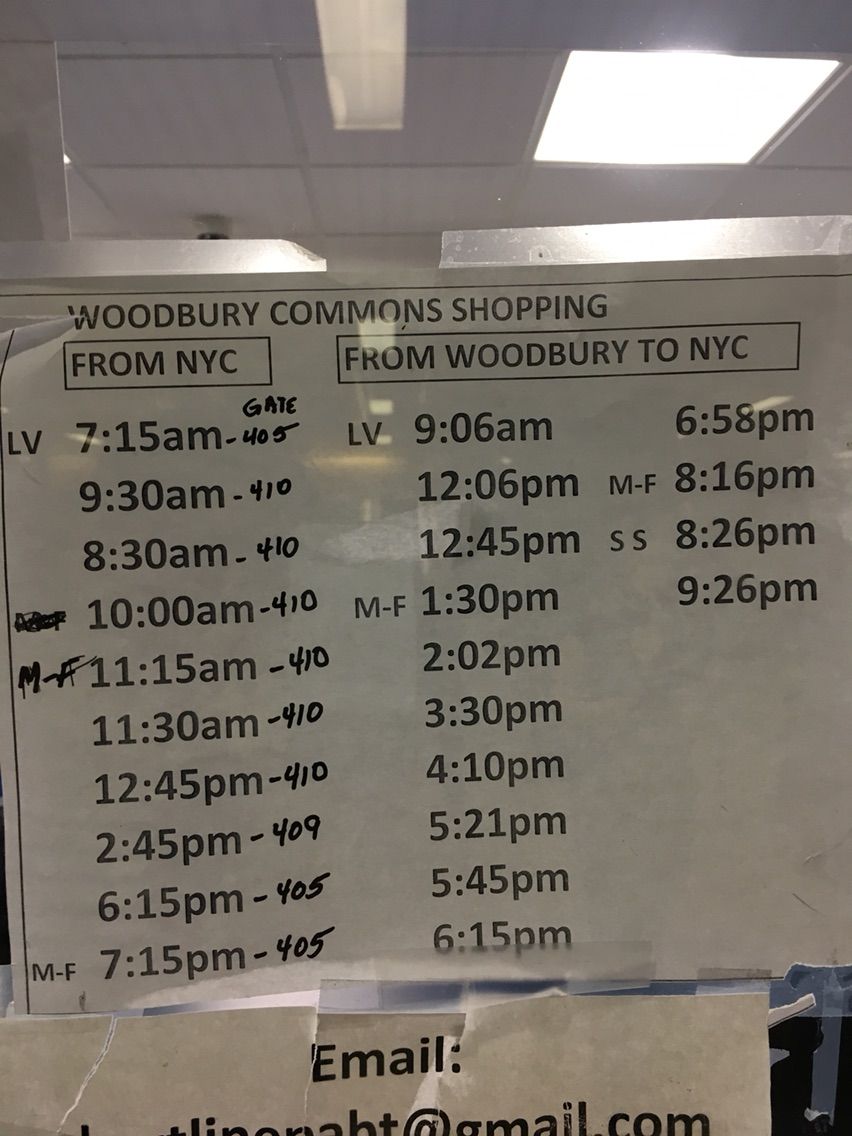 WOODBURY COMMONS SHOPPING
FROM NYC FROM WOODBURY TO NYC
GATE
LV 7:15am-405 LV 9:06am 6:58pm
9:30am-410 12:06pm M-F 8:16pm
8:30am-410 12:45pm S S 8:26pm
10:00am-410 M-F 1:30pm 9:26pm
M-F 11:15am-410 2:02pm
11:30am-410 3:30pm
12:45pm-410 4:10pm
2:45pm-409 5:21pm
6:15pm-405 5:45pm
M-F 7:15pm-405 6:15pm
Email:
@gmail.com